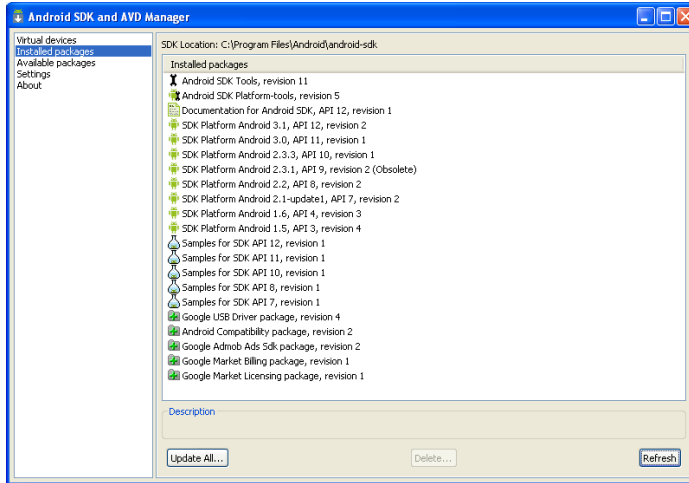 Android SDK and AVD Manager
Virtual devices
Installed packages
Available packages
Settings
About
SDK Location: C:\Program Files\Android\android-sdk
Installed packages
Android SDK Tools, revision 11
Android SDK Platform-tools, revision 5
Documentation for Android SDK, API 12, revision 1
SDK Platform Android 3.1, API 12, revision 2
SDK Platform Android 3.0, API 11, revision 1
SDK Platform Android 2.3.3, API 10, revision 1
SDK Platform Android 2.3.1, API 9, revision 2 (Obsolete)
SDK Platform Android 2.2, API 8, revision 2
SDK Platform Android 2.1-update1, API 7, revision 2
SDK Platform Android 1.6, API 4, revision 3
SDK Platform Android 1.5, API 3, revision 4
Samples for SDK API 12, revision 1
Samples for SDK API 11, revision 1
Samples for SDK API 10, revision 1
Samples for SDK API 8, revision 1
Samples for SDK API 7, revision 1
Google USB Driver package, revision 4
Android Compatibility package, revision 2
Google Admob Ads Sdk package, revision 2
Google Market Billing package, revision 1
Google Market Licensing package, revision 1
Description
Update All...
Delete...
Refresh